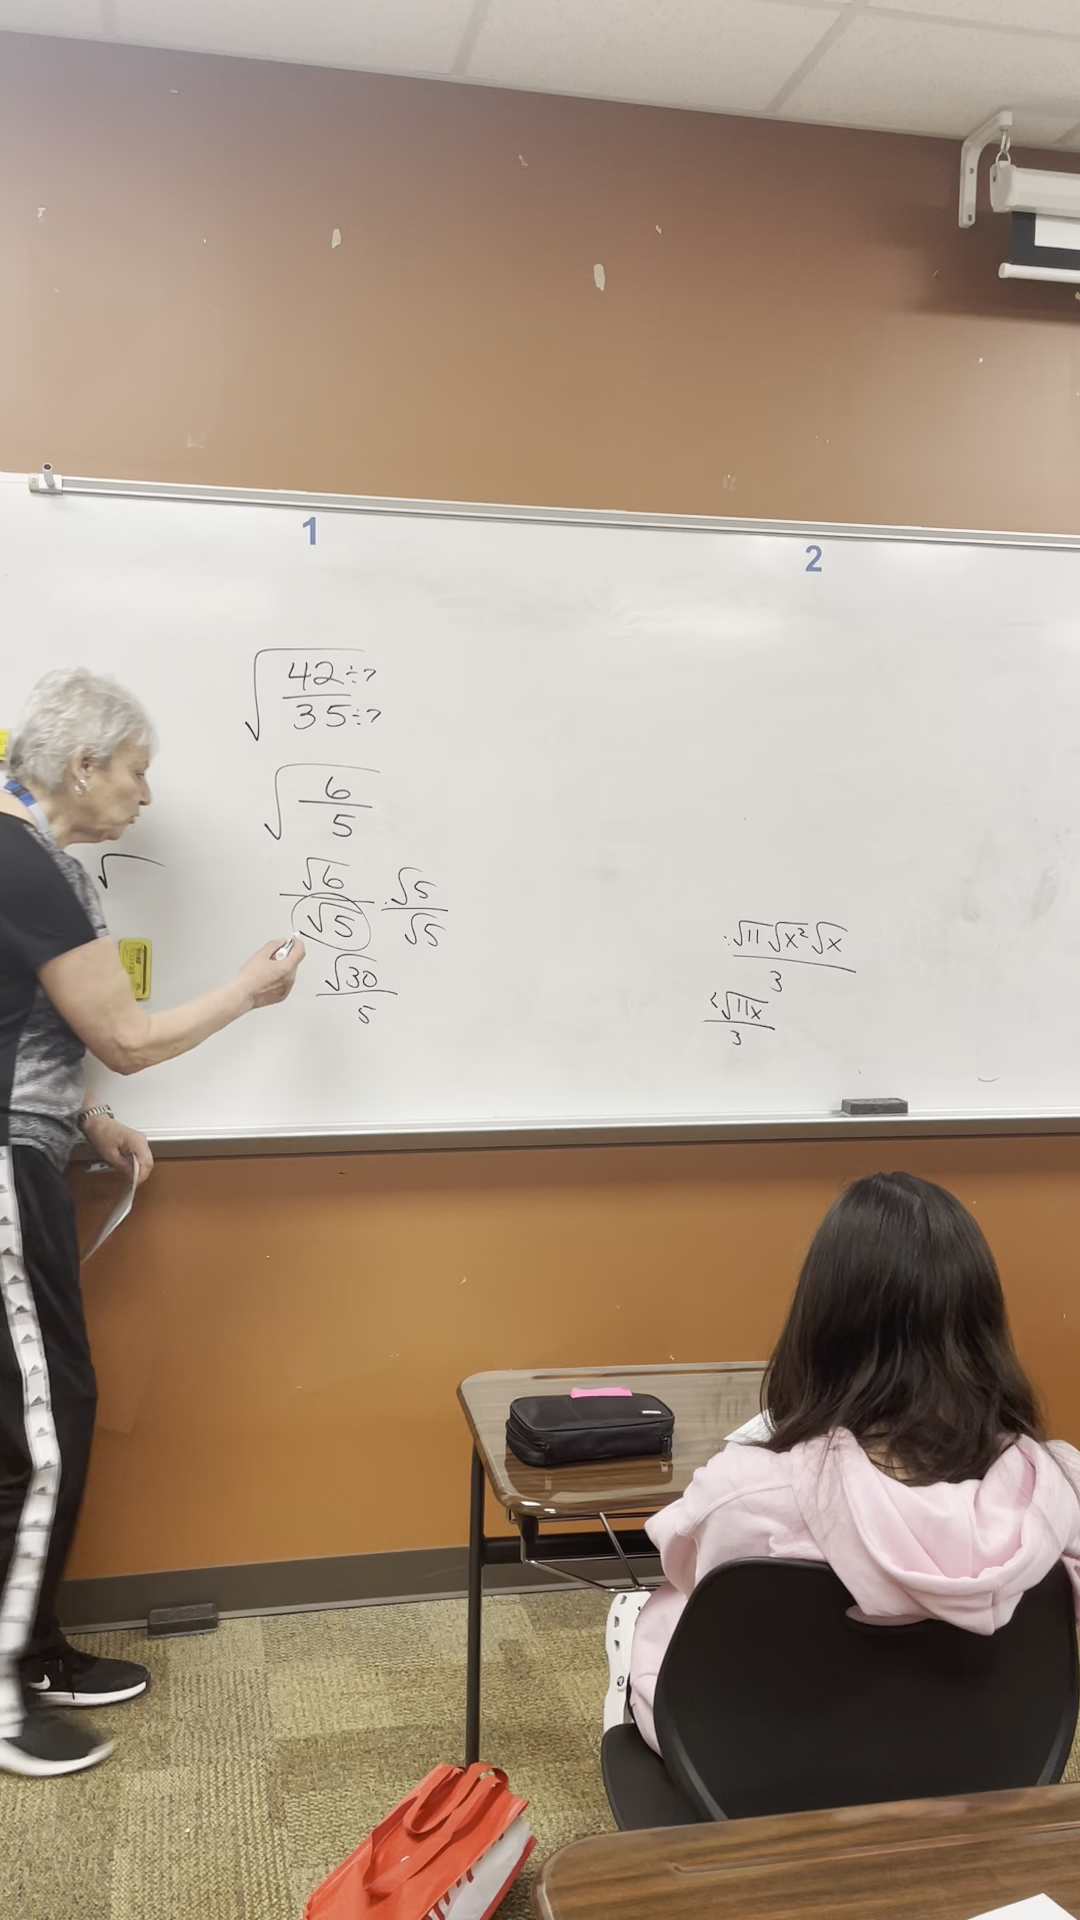 1
2
√(42÷7 / 35÷7)
√(6 / 5)
√6 / √5 · √5 / √5
√30 / 5
√
√11 √x² √x / 3
√11x / 3